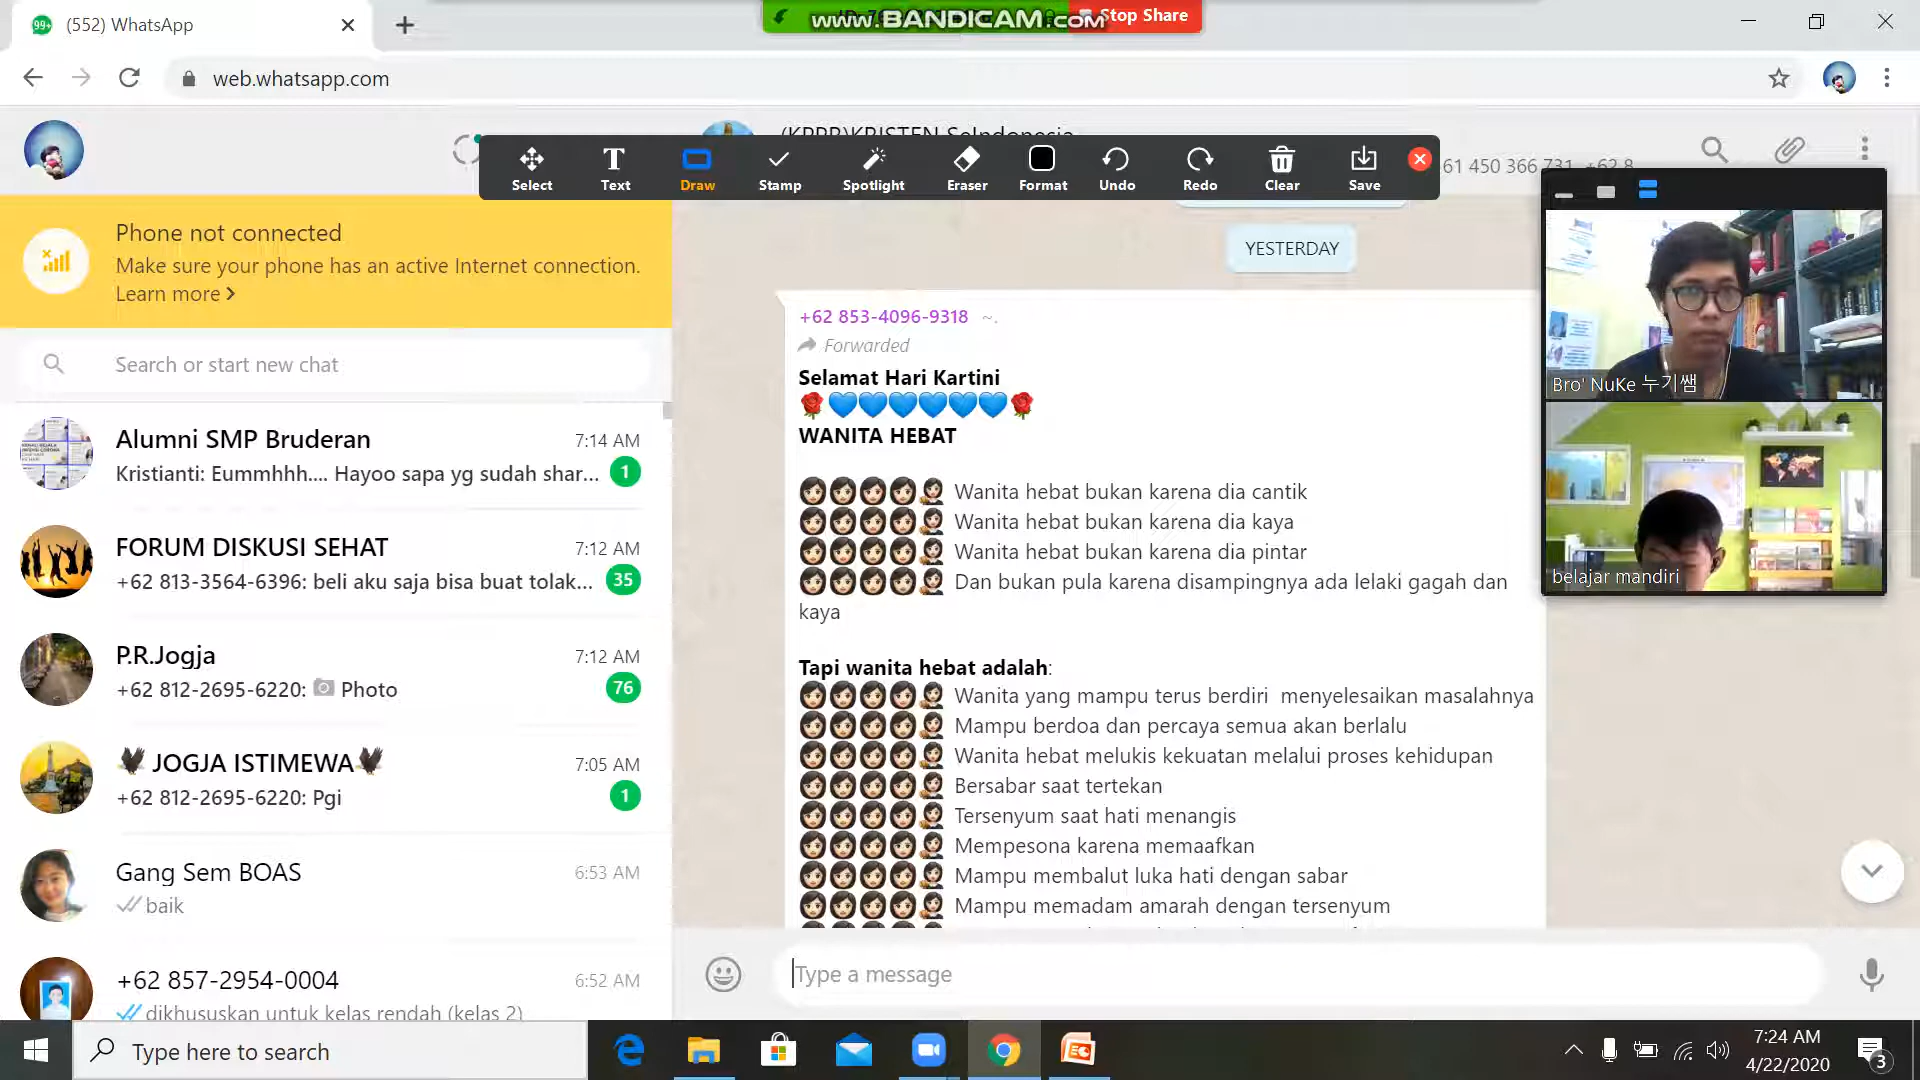 (552) WhatsApp
www.BANDICAM.com
Stop Share
web.whatsapp.com
Select
Text
Draw
Stamp
Spotlight
Eraser
Format
Undo
Redo
Clear
Save
61 450 366 731, +62 8
Phone not connected
Make sure your phone has an active Internet connection.
Learn more
Search or start new chat
Alumni SMP Bruderan
7:14 AM
Kristianti: Eummhhh.... Hayoo sapa yg sudah shar...
1
FORUM DISKUSI SEHAT
7:12 AM
+62 813-3564-6396: beli aku saja bisa buat tolak...
35
P.R.Jogja
7:12 AM
+62 812-2695-6220: Photo
76
JOGJA ISTIMEWA
7:05 AM
+62 812-2695-6220: Pgi
1
Gang Sem BOAS
6:53 AM
baik
+62 857-2954-0004
6:52 AM
dikhususkan untuk kelas rendah (kelas 2)
(KPPB)KRISTEN SeIndonesia
YESTERDAY
+62 853-4096-9318 ~.
Forwarded
Selamat Hari Kartini
WANITA HEBAT
Wanita hebat bukan karena dia cantik
Wanita hebat bukan karena dia kaya
Wanita hebat bukan karena dia pintar
Dan bukan pula karena disampingnya ada lelaki gagah dan
kaya
Tapi wanita hebat adalah:
Wanita yang mampu terus berdiri menyelesaikan masalahnya
Mampu berdoa dan percaya semua akan berlalu
Wanita hebat melukis kekuatan melalui proses kehidupan
Bersabar saat tertekan
Tersenyum saat hati menangis
Mempesona karena memaafkan
Mampu membalut luka hati dengan sabar
Mampu memadam amarah dengan tersenyum
Type a message
Bro' NuKe 누기쌤
belajar mandiri
Type here to search
7:24 AM
4/22/2020
3